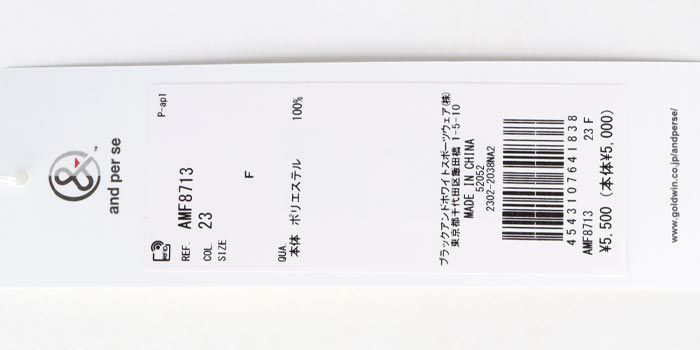 and per se
TM
P-apl
RFID
REF. AMF8713
COL. 23
SIZE F
QUA
本体 ポリエステル 100%
ブラックアンドホワイトスポーツウェア(株)
東京都千代田区飯田橋 1-5-10
MADE IN CHINA
52052
2302-2038NA2
4543107641838
AMF8713 23 F
¥5,500 (本体¥5,000)
www.goldwin.co.jp/andperse/